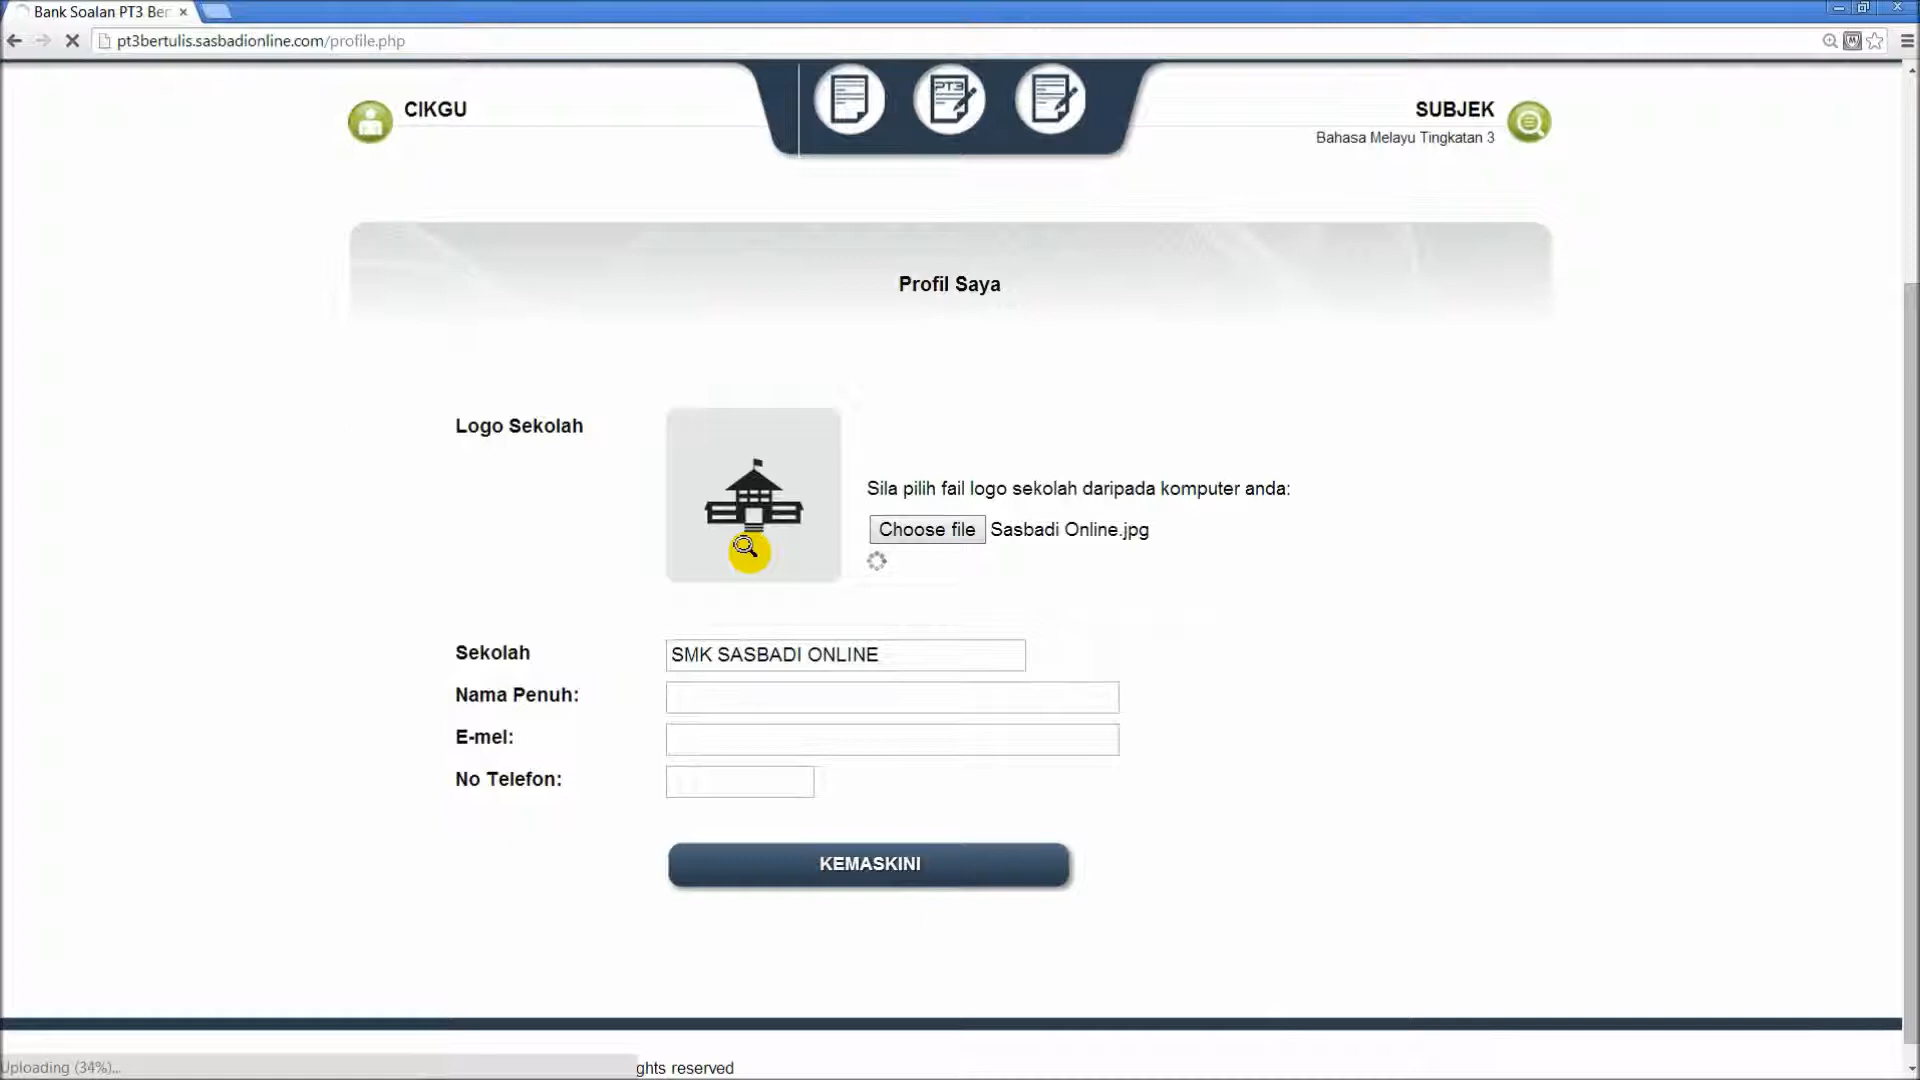 Bank Soalan PT3 Ber
pt3bertulis.sasbadionline.com/profile.php
CIKGU
PT3
SUBJEK
Bahasa Melayu Tingkatan 3
Profil Saya
Logo Sekolah
Sila pilih fail logo sekolah daripada komputer anda:
Choose file Sasbadi Online.jpg
Sekolah SMK SASBADI ONLINE
Nama Penuh:
E-mel:
No Telefon:
KEMASKINI
Uploading (34%)... ghts reserved